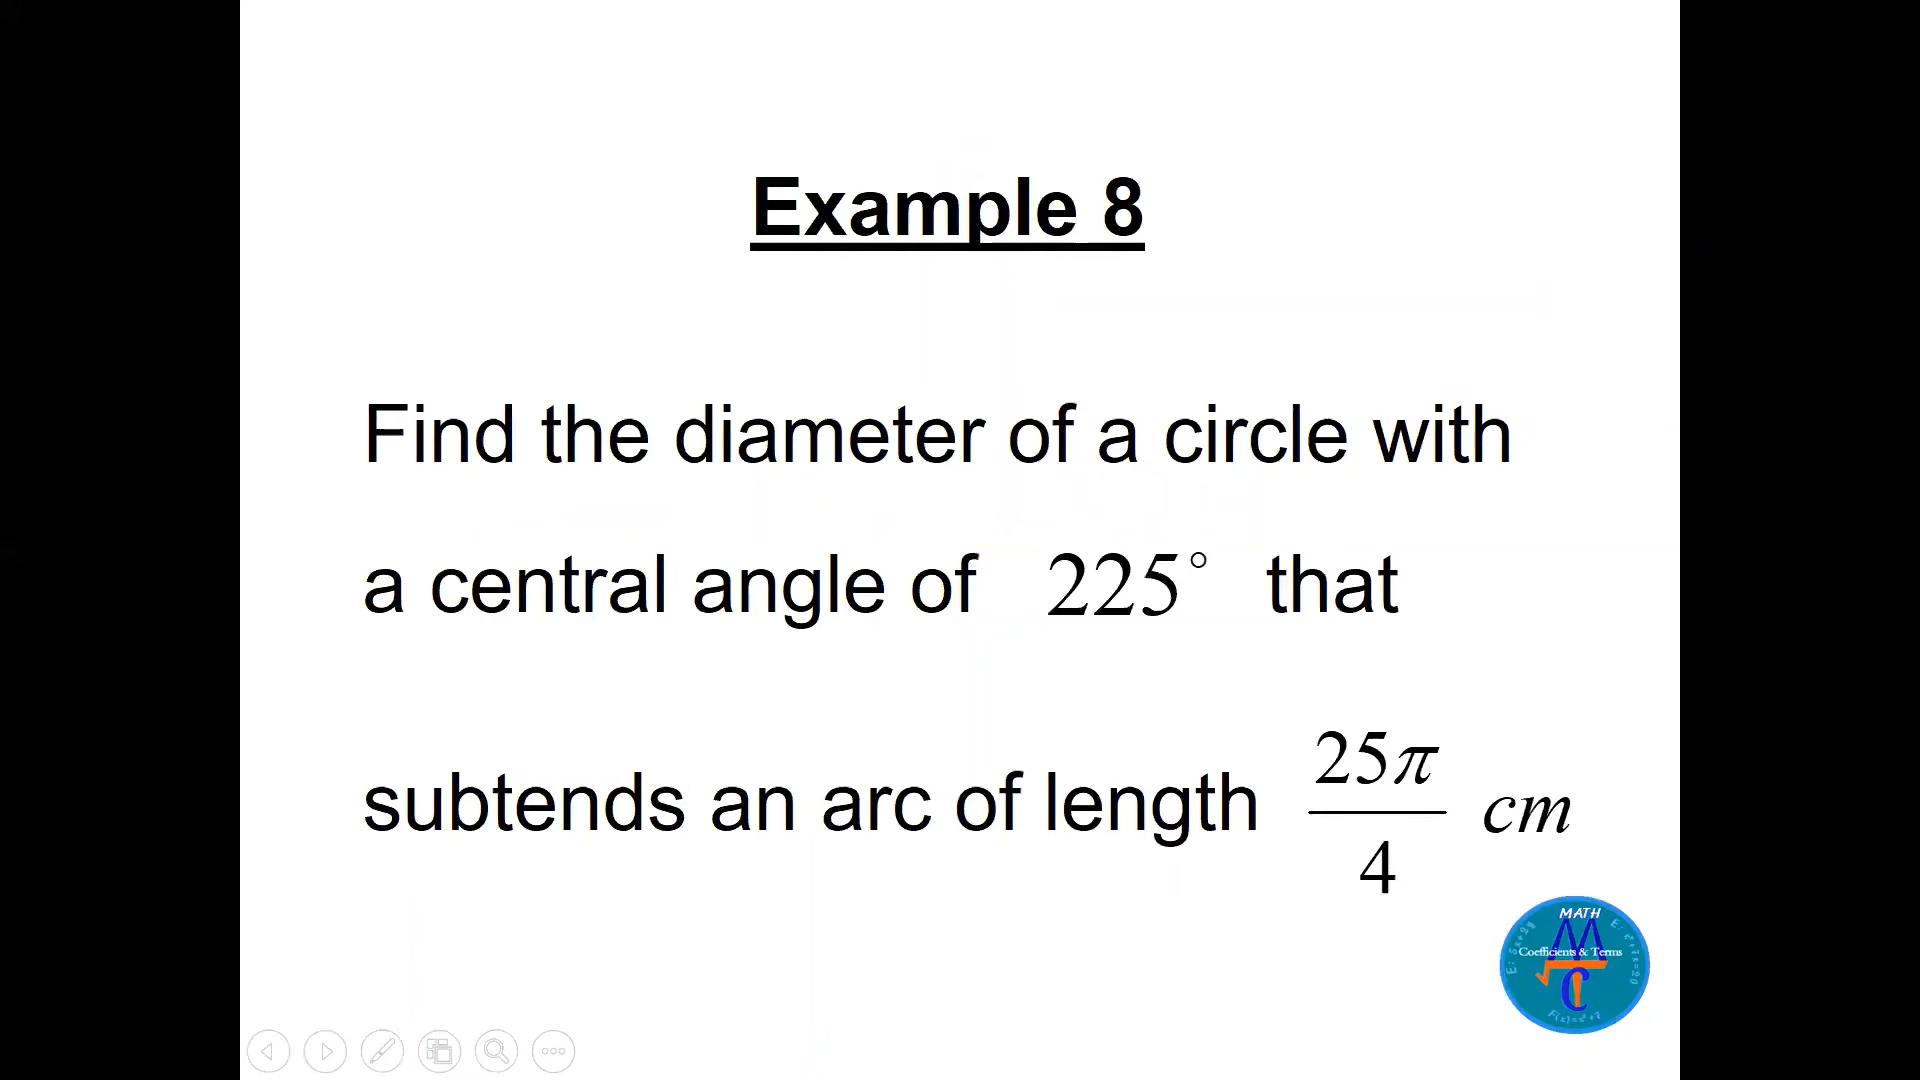 Example 8
Find the diameter of a circle with
a central angle of 225° that
subtends an arc of length 25π/4 cm
MATH
Coefficients & Terms